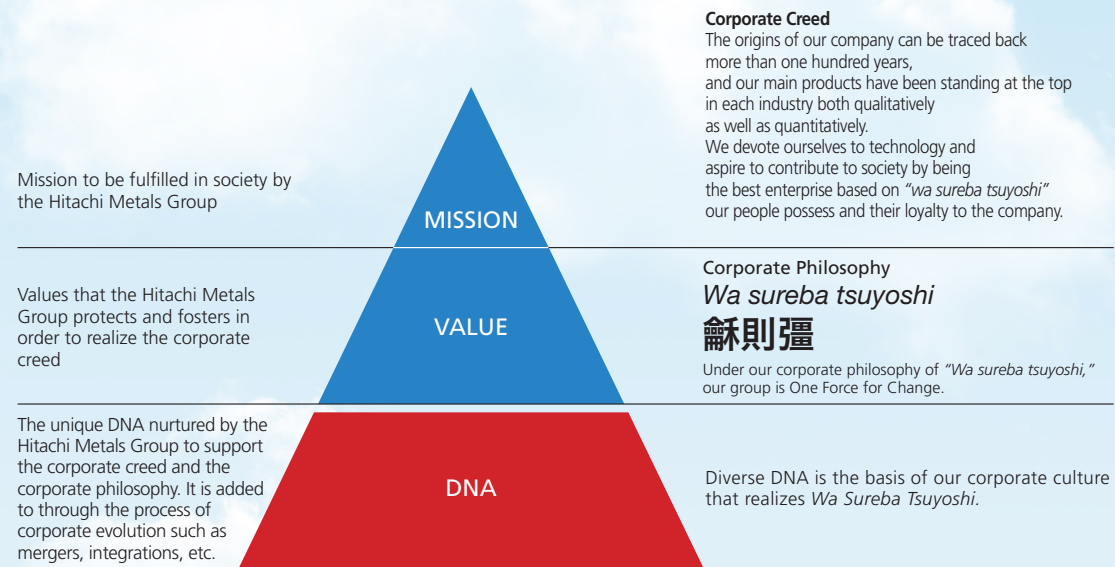 Corporate Creed
The origins of our company can be traced back
more than one hundred years,
and our main products have been standing at the top
in each industry both qualitatively
as well as quantitatively.
We devote ourselves to technology and
aspire to contribute to society by being
the best enterprise based on “wa sureba tsuyoshi”
our people possess and their loyalty to the company.
Mission to be fulfilled in society by
the Hitachi Metals Group
MISSION
Values that the Hitachi Metals
Group protects and fosters in
order to realize the corporate
creed
VALUE
Corporate Philosophy
Wa sureba tsuyoshi
龢則彊
Under our corporate philosophy of “Wa sureba tsuyoshi,”
our group is One Force for Change.
The unique DNA nurtured by the
Hitachi Metals Group to support
the corporate creed and the
corporate philosophy. It is added
to through the process of
corporate evolution such as
mergers, integrations, etc.
DNA
Diverse DNA is the basis of our corporate culture
that realizes Wa Sureba Tsuyoshi.